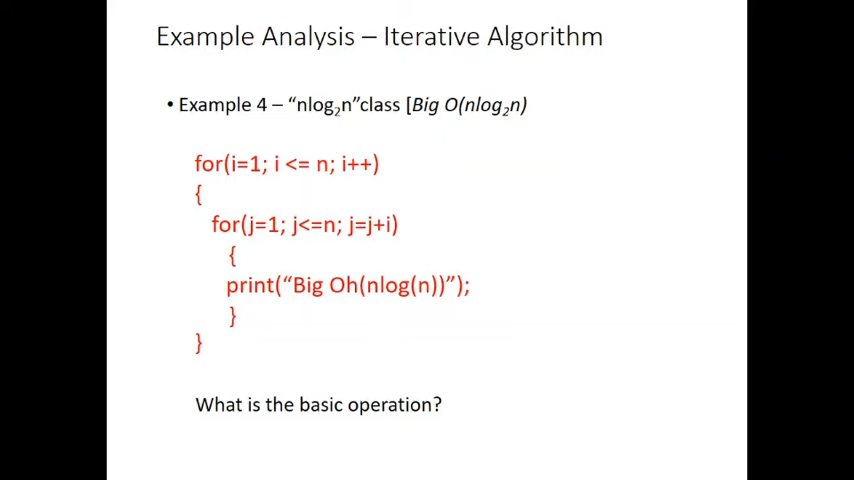 Example Analysis – Iterative Algorithm
• Example 4 – “nlog₂n”class [Big O(nlog₂n)
for(i=1; i <= n; i++)
{
for(j=1; j<=n; j=j+i)
{
print(“Big Oh(nlog(n))”);
}
}
What is the basic operation?